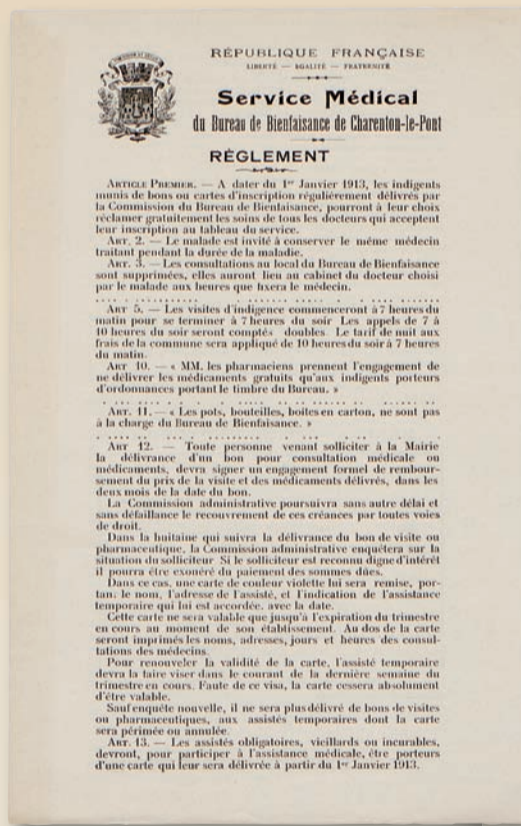 RÉPUBLIQUE FRANÇAISE
LIBERTÉ — EGALITÉ — FRATERNITÉ
Service Médical
du Bureau de Bienfaisance de Charenton-le-Pont
RÈGLEMENT
ARTICLE PREMIER. — A dater du 1er Janvier 1913, les indigents
munis de bons ou cartes d'inscription régulièrement délivrés par
la Commission du Bureau de Bienfaisance, pourront à leur choix
réclamer gratuitement les soins de tous les docteurs qui acceptent
leur inscription au tableau du service.
ART. 2. — Le malade est invité à conserver le même médecin
traitant pendant la durée de la maladie.
ART. 3. — Les consultations au local du Bureau de Bienfaisance
sont supprimées, elles auront lieu au cabinet du docteur choisi
par le malade aux heures que fixera le médecin.
ART 5. — Les visites d'indigence commenceront à 7 heures du
matin pour se terminer à 7 heures du soir Les appels de 7 à
10 heures du soir seront comptés doubles. Le tarif de nuit aux
frais de la commune sera appliqué de 10 heures du soir à 7 heures
du matin.
ART 10. — « MM. les pharmaciens prennent l'engagement de
ne délivrer les médicaments gratuits qu'aux indigents porteurs
d'ordonnances portant le timbre du Bureau. »
ART. 11. — « Les pots, bouteilles, boîtes en carton, ne sont pas
à la charge du Bureau de Bienfaisance. »
ART 12. — Toute personne venant solliciter à la Mairie
la délivrance d'un bon pour consultation médicale ou
médicaments, devra signer un engagement formel de rembour-
sement du prix de la visite et des médicaments délivrés, dans les
deux mois de la date du bon.
La Commission administrative poursuivra sans autre délai et
sans défaillance le recouvrement de ces créances par toutes voies
de droit.
Dans la huitaine qui suivra la délivrance du bon de visite ou
pharmaceutique, la Commission administrative enquêtera sur la
situation du solliciteur Si le solliciteur est reconnu digne d'intérêt
il pourra être exonéré du paiement des sommes dûes.
Dans ce cas, une carte de couleur violette lui sera remise, por-
tant le nom, l'adresse de l'assisté, et l'indication de l'assistance
temporaire qui lui est accordée, avec la date.
Cette carte ne sera valable que jusqu'à l'expiration du trimestre
en cours au moment de son établissement. Au dos de la carte
seront imprimés les noms, adresses, jours et heures des consul-
tations des médecins.
Pour renouveler la validité de la carte, l'assisté temporaire
devra la faire viser dans le courant de la dernière semaine du
trimestre en cours. Faute de ce visa, la carte cessera absolument
d'être valable.
Sauf enquête nouvelle, il ne sera plus délivré de bons de visites
ou pharmaceutiques, aux assistés temporaires dont la carte
sera périmée ou annulée.
ART. 13. — Les assistés obligatoires, vieillards ou incurables,
devront, pour participer à l'assistance médicale, être porteurs
d'une carte qui leur sera délivrée à partir du 1er Janvier 1913.